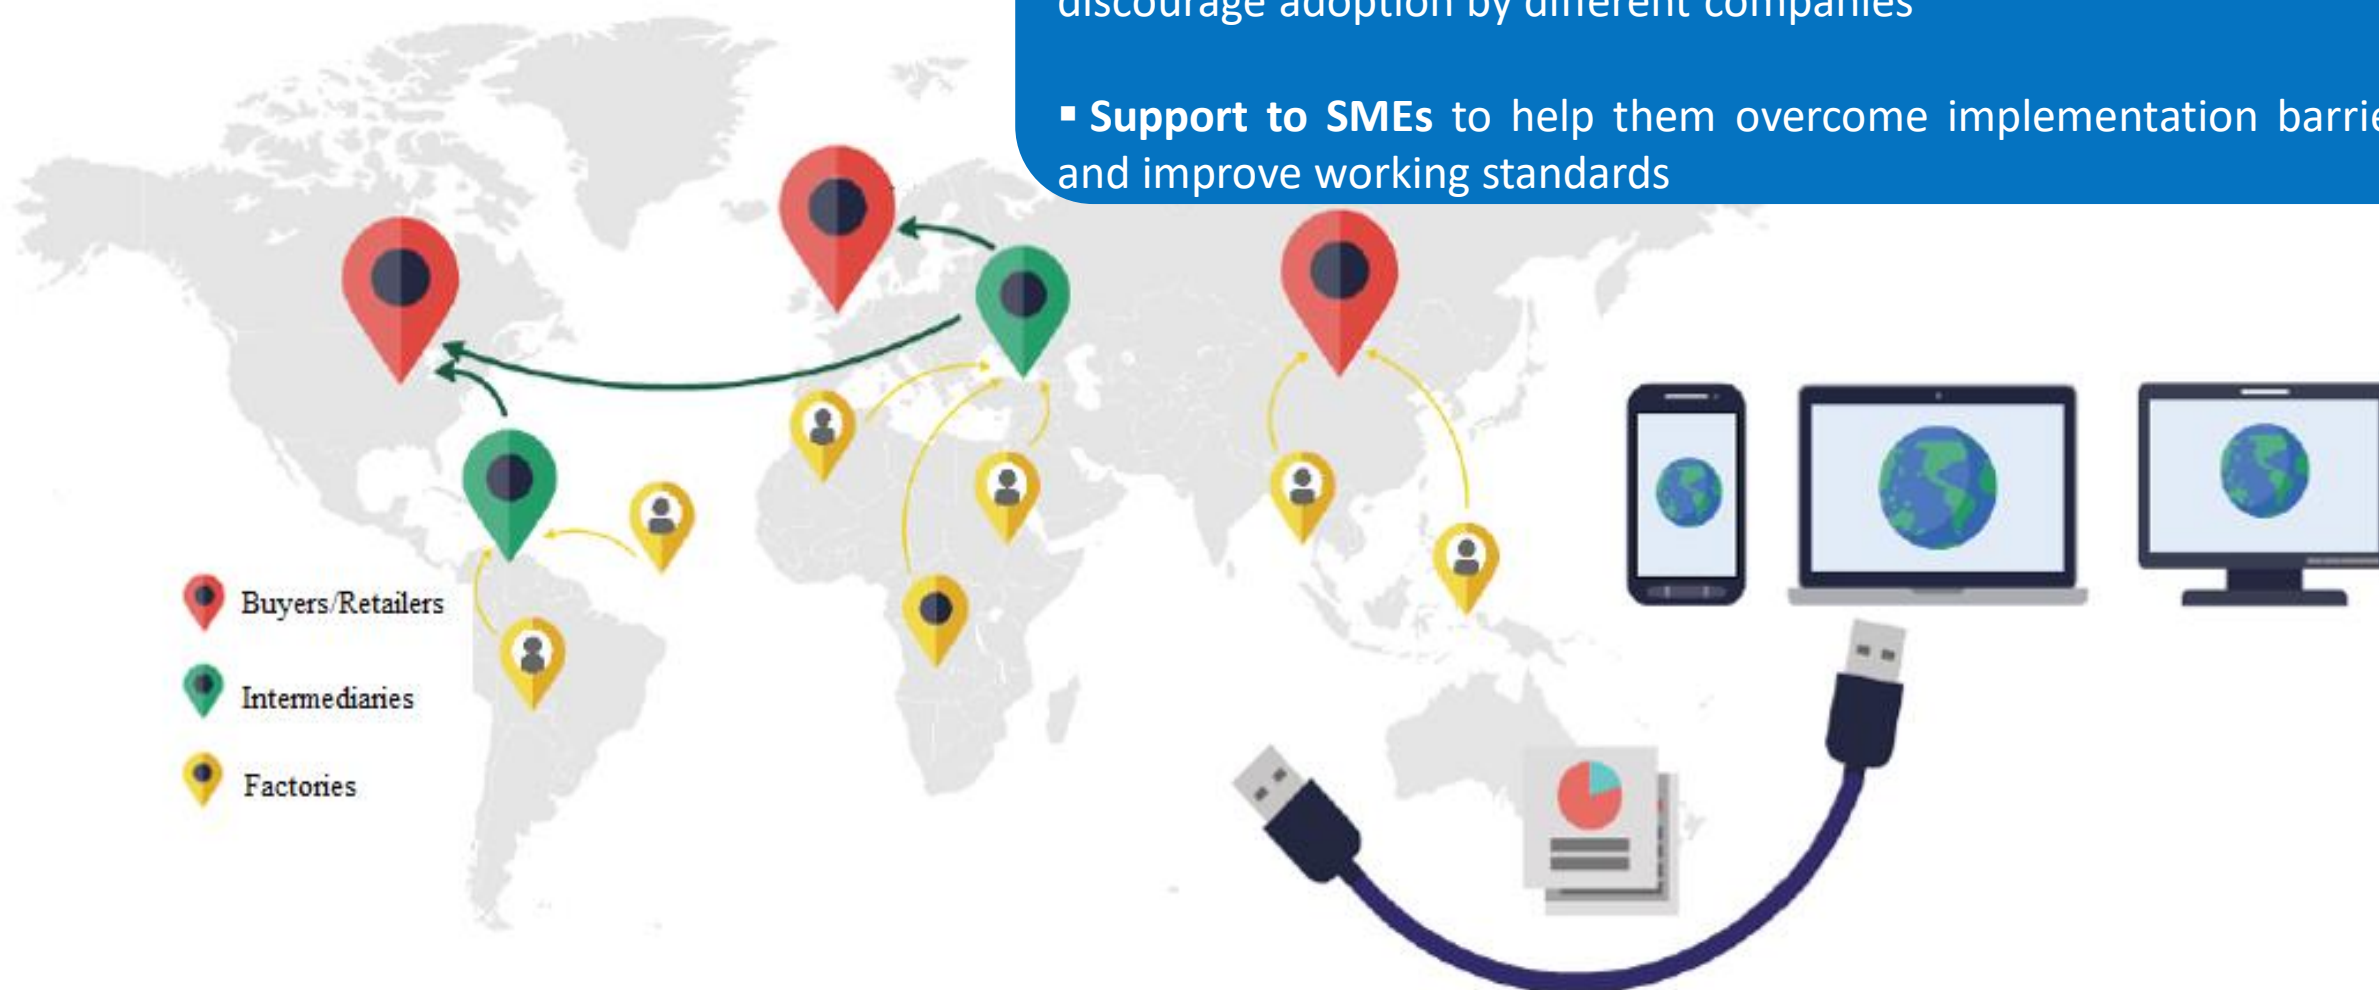 discourage adoption by different companies
▪ Support to SMEs to help them overcome implementation
and improve working standards
Buyers/Retailers
Intermediaries
Factories